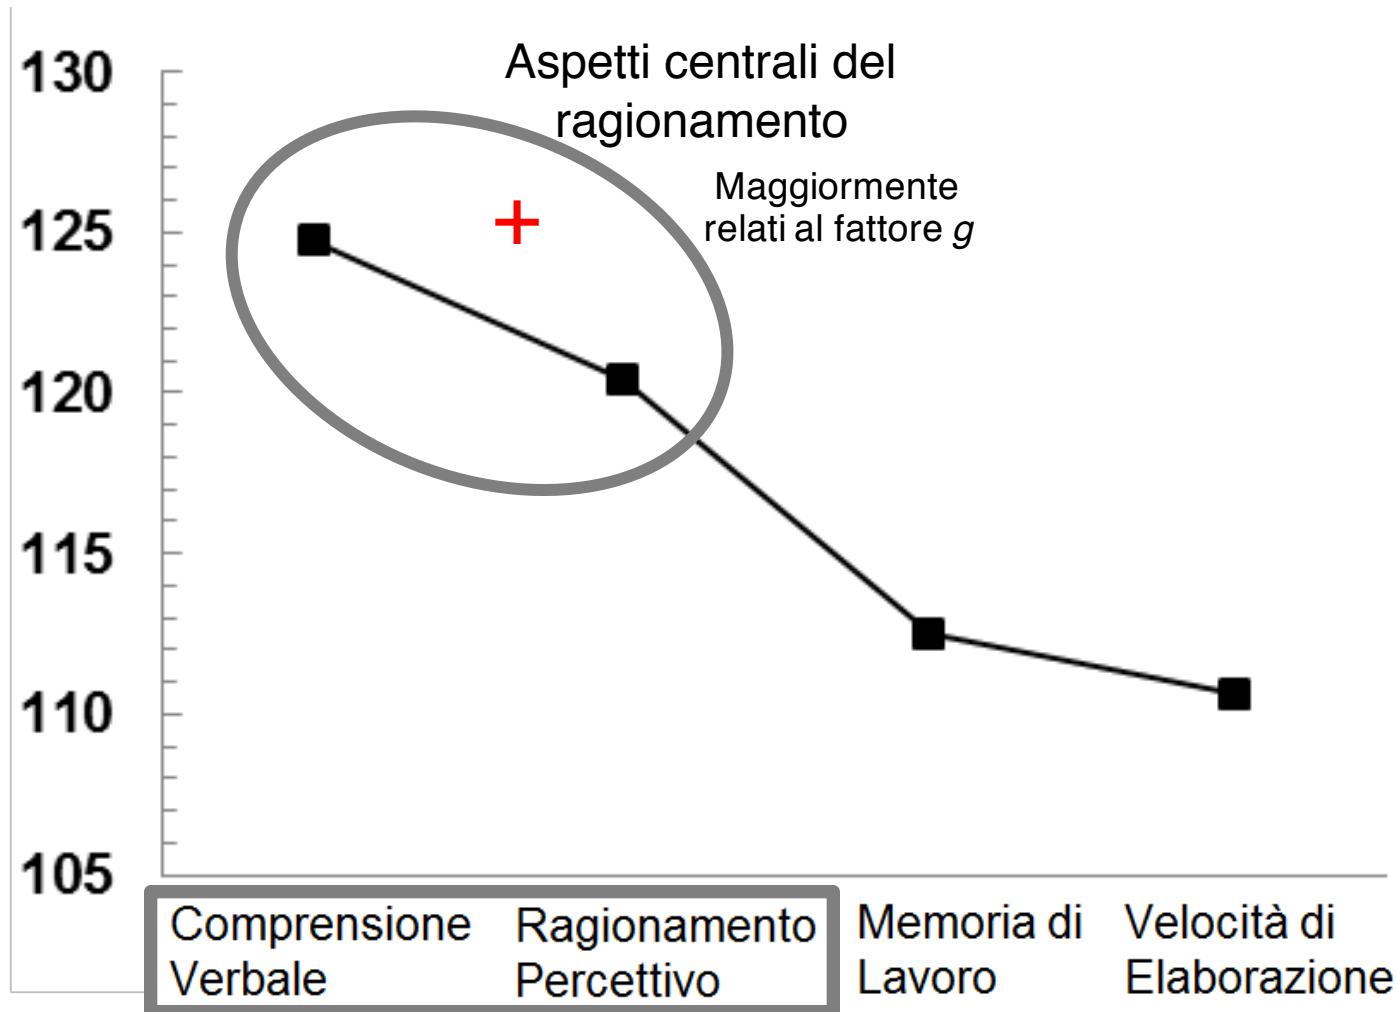 Aspetti centrali del
ragionamento
Maggiormente
relati al fattore g
130
125
120
115
110
105
Comprensione
Verbale
Ragionamento
Percettivo
Memoria di
Lavoro
Velocità di
Elaborazione